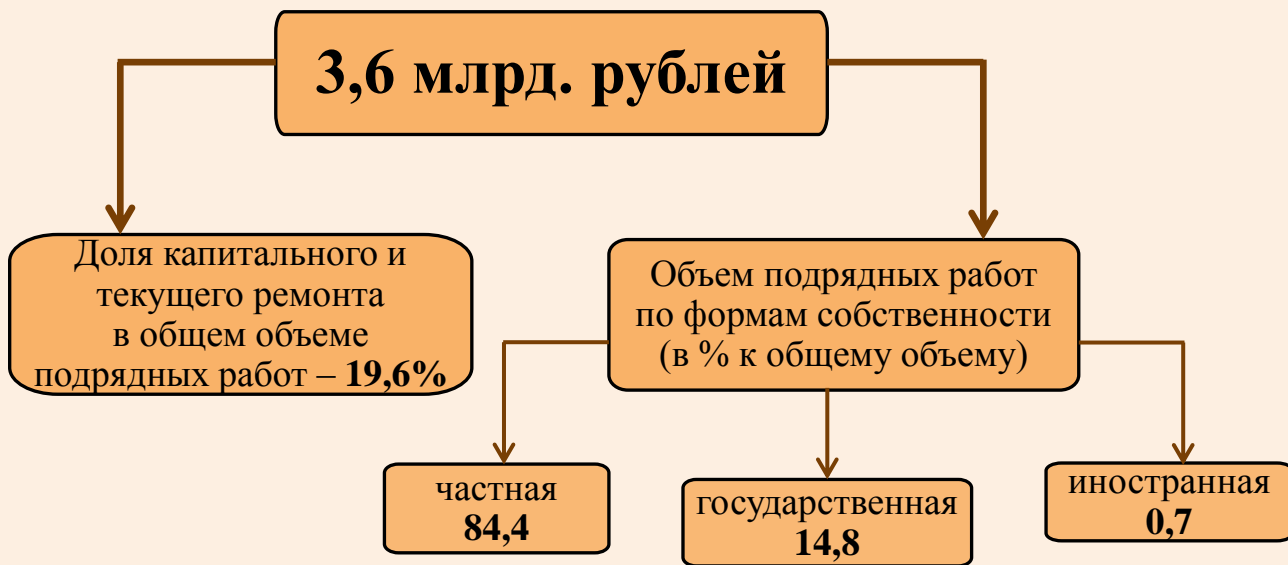 3,6 млрд. рублей
Доля капитального и
текущего ремонта
в общем объеме
подрядных работ – 19,6%
Объем подрядных работ
по формам собственности
(в % к общему объему)
частная
84,4
государственная
14,8
иностранная
0,7